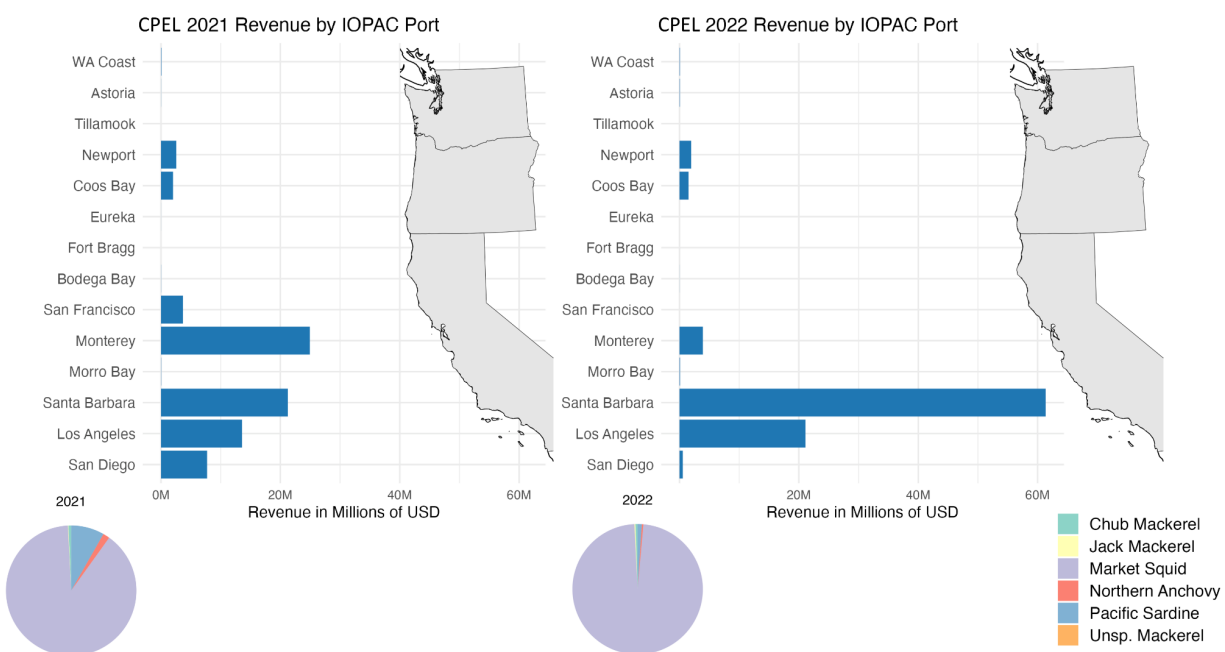 CPEL 2021 Revenue by IOPAC Port
WA Coast
Astoria
Tillamook
Newport
Coos Bay
Eureka
Fort Bragg
Bodega Bay
San Francisco
Monterey
Morro Bay
Santa Barbara
Los Angeles
San Diego
0M 20M 40M 60M
Revenue in Millions of USD
2021
CPEL 2022 Revenue by IOPAC Port
WA Coast
Astoria
Tillamook
Newport
Coos Bay
Eureka
Fort Bragg
Bodega Bay
San Francisco
Monterey
Morro Bay
Santa Barbara
Los Angeles
San Diego
20M 40M 60M
Revenue in Millions of USD
2022
Chub Mackerel
Jack Mackerel
Market Squid
Northern Anchovy
Pacific Sardine
Unsp. Mackerel